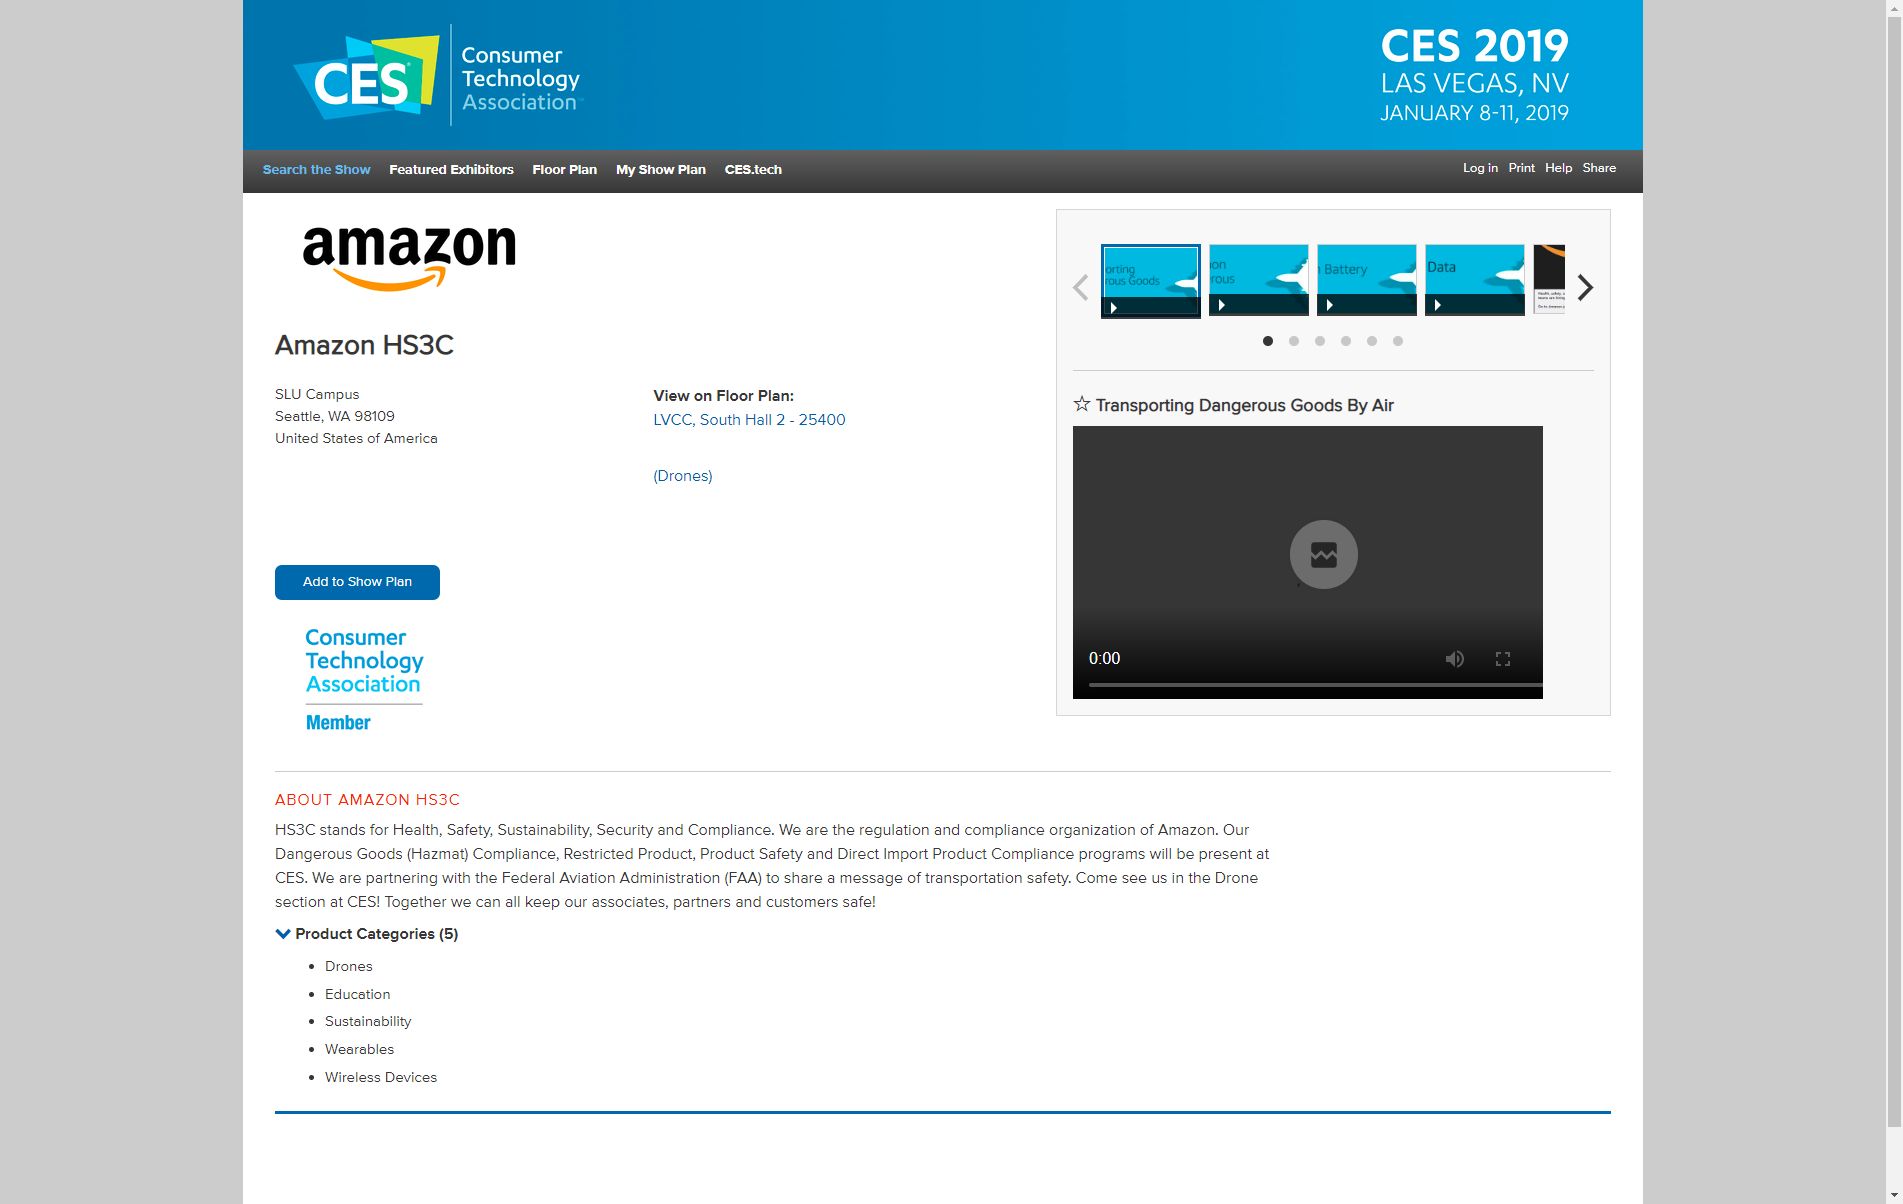 CES
Consumer
Technology
Association
CES 2019
LAS VEGAS, NV
JANUARY 8-11, 2019
Search the Show Featured Exhibitors Floor Plan My Show Plan CES.tech
Log in Print Help Share
amazon
Amazon HS3C
SLU Campus
Seattle, WA 98109
United States of America
View on Floor Plan:
LVCC, South Hall 2 - 25400
(Drones)
Add to Show Plan
Consumer
Technology
Association
Member
orting
rous Goods
ion
rous
Battery
Data
☆ Transporting Dangerous Goods By Air
0:00
ABOUT AMAZON HS3C
HS3C stands for Health, Safety, Sustainability, Security and Compliance. We are the regulation and compliance organization of Amazon. Our
Dangerous Goods (Hazmat) Compliance, Restricted Product, Product Safety and Direct Import Product Compliance programs will be present at
CES. We are partnering with the Federal Aviation Administration (FAA) to share a message of transportation safety. Come see us in the Drone
section at CES! Together we can all keep our associates, partners and customers safe!
Product Categories (5)
• Drones
• Education
• Sustainability
• Wearables
• Wireless Devices